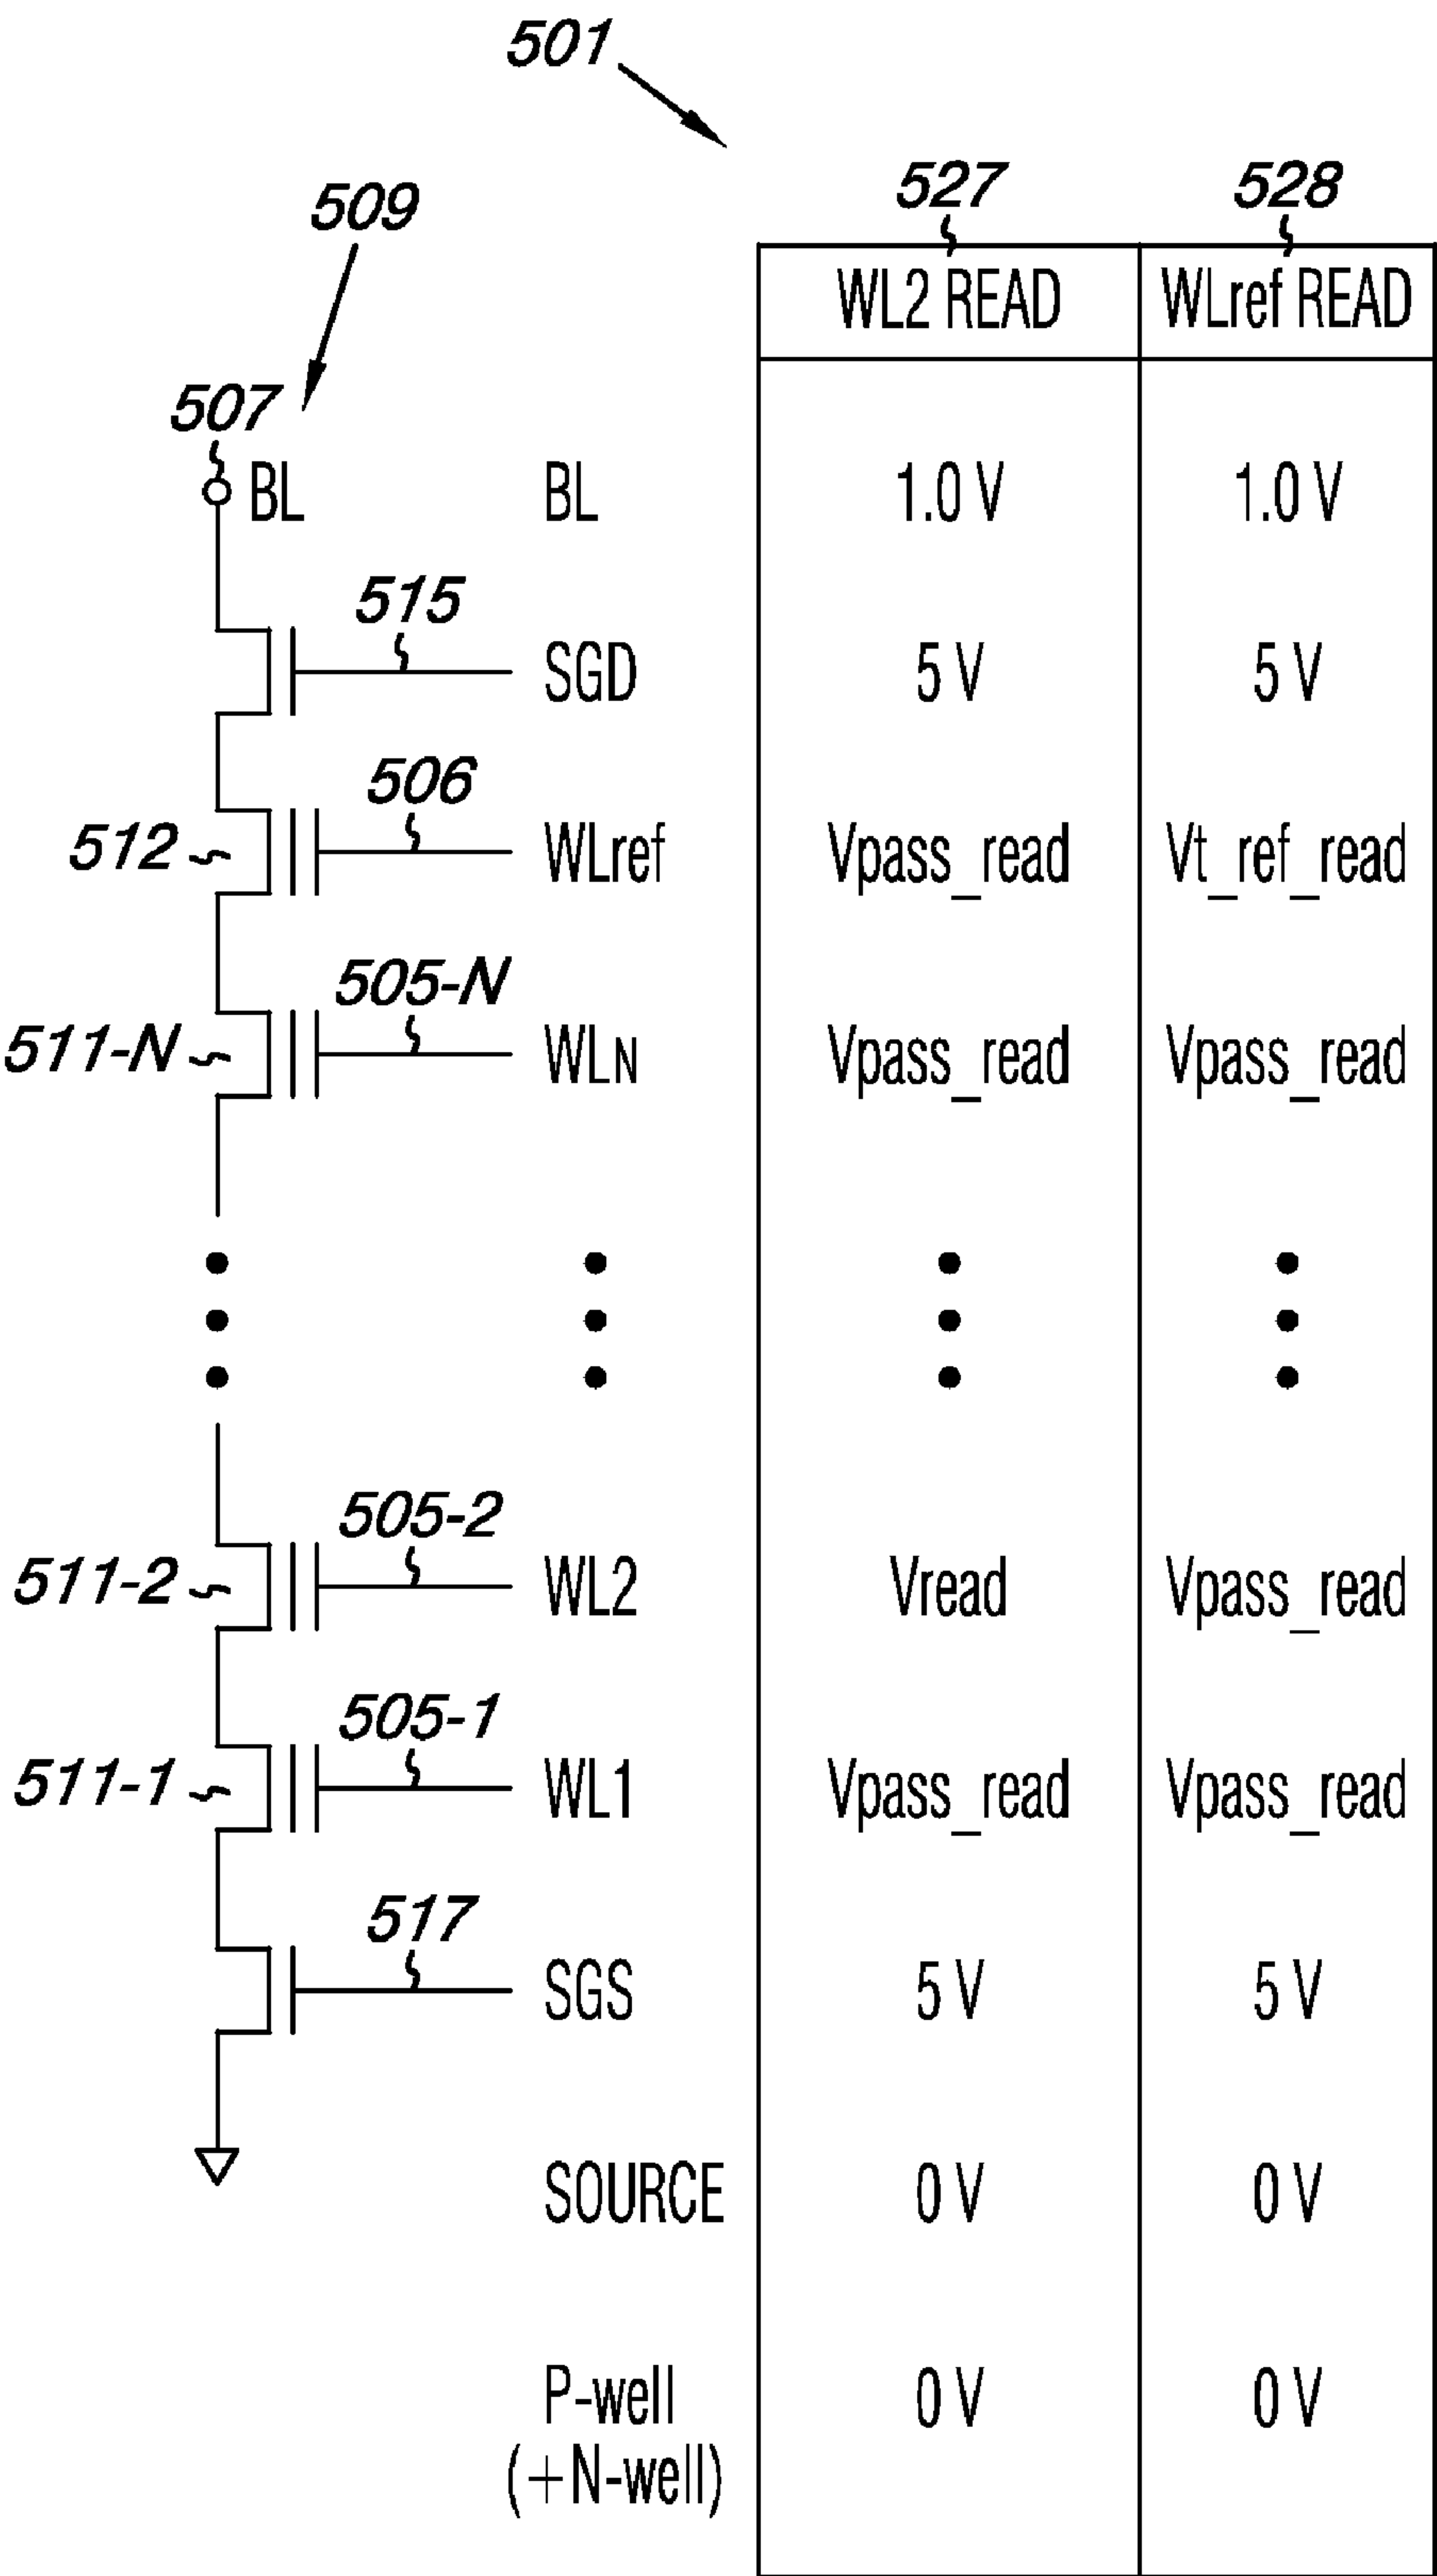 501
527 528
509
WL2 READ WLref READ
507
BL BL 1.0 V 1.0 V
515
SGD 5 V 5 V
506
512 WLref Vpass_read Vt_ref_read
505-N
511-N WLN Vpass_read Vpass_read
505-2
511-2 WL2 Vread Vpass_read
505-1
511-1 WL1 Vpass_read Vpass_read
517
SGS 5 V 5 V
SOURCE 0 V 0 V
P-well 0 V 0 V
(+N-well)